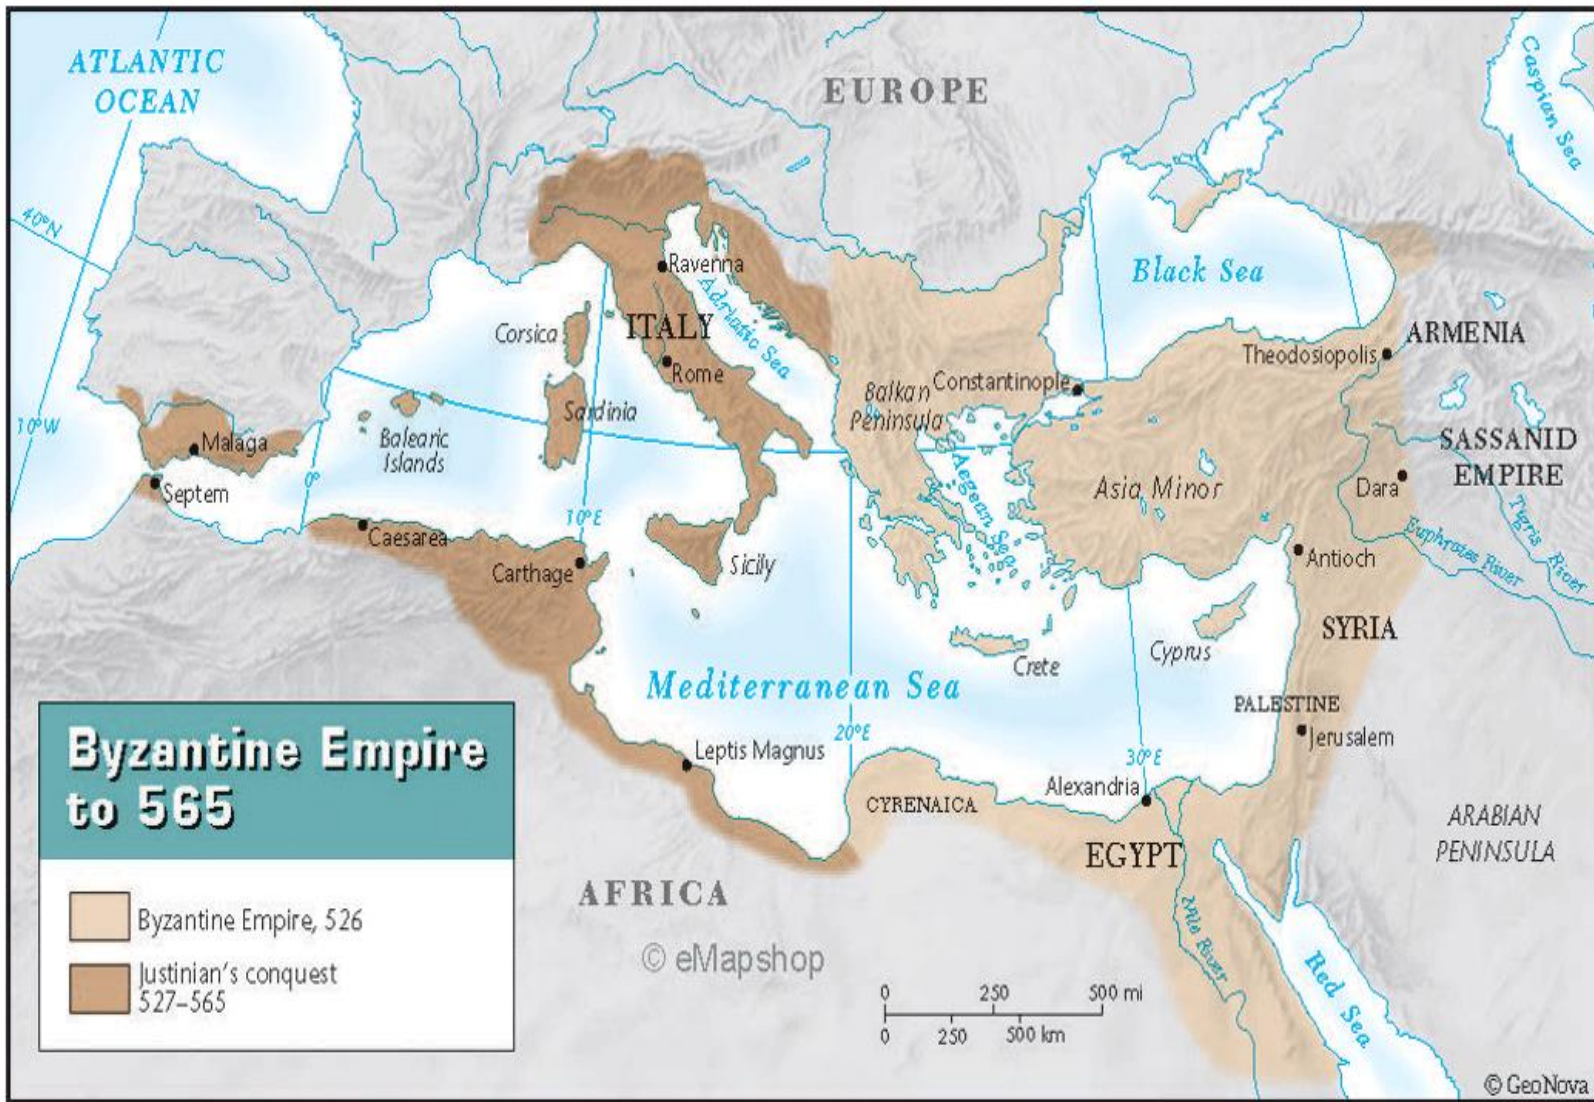 ATLANTIC
OCEAN
EUROPE
Caspian Sea
40°N
10°W
Ravenna
Adriatic Sea
Black Sea
Corsica
ITALY
Rome
Sardinia
Balkan
Peninsula
Constantinople
Theodosiopolis
ARMENIA
Malaga
Septem
Balearic
Islands
0°
Aegean Sea
Asia Minor
SASSANID
EMPIRE
Dara
Tigris River
Euphrates River
Caesarea
10°E
Carthage
Sicily
Antioch
SYRIA
Crete
Cyprus
Mediterranean Sea
PALESTINE
Jerusalem
Leptis Magnus
20°E
30°E
Alexandria
CYRENAICA
EGYPT
Nile River
Red Sea
ARABIAN
PENINSULA
AFRICA
© eMapshop
Byzantine Empire
to 565
Byzantine Empire, 526
Justinian's conquest
527–565
0 250 500 mi
0 250 500 km
© GeoNova